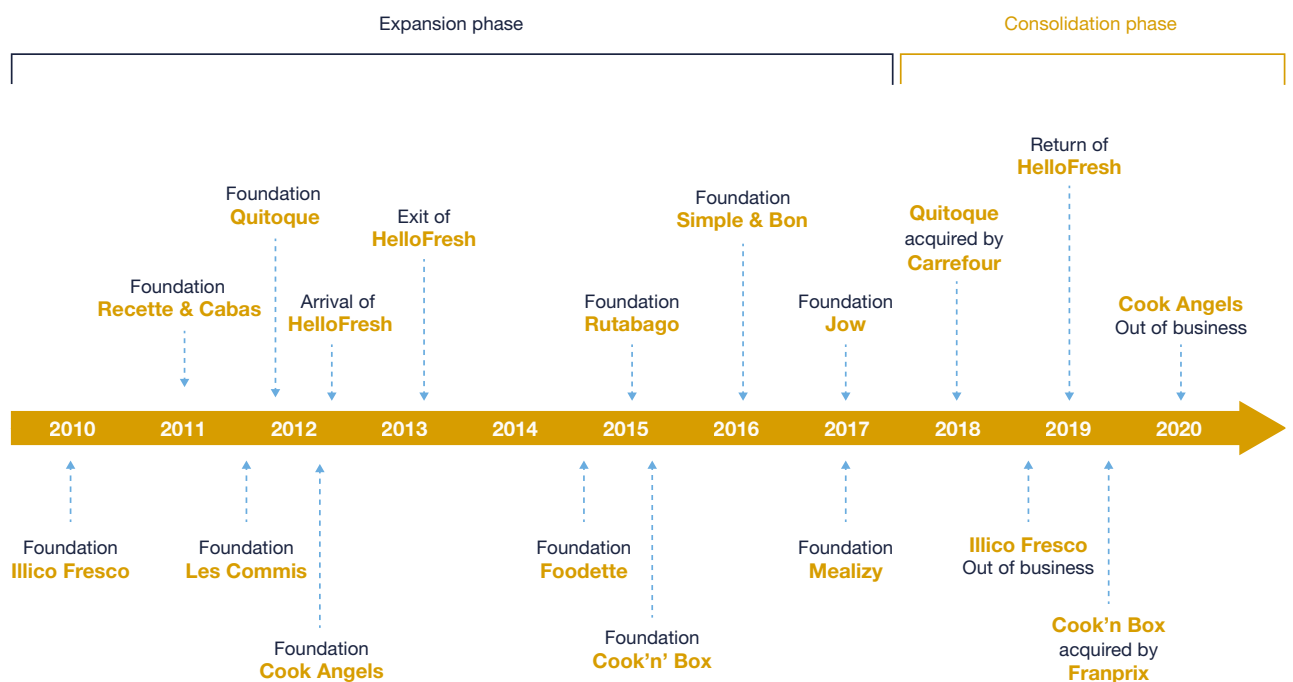 Expansion phase
Consolidation phase
Return of
HelloFresh
Foundation
Quitoque
Exit of
HelloFresh
Foundation
Simple & Bon
Quitoque
acquired by
Carrefour
Foundation
Recette & Cabas
Arrival of
HelloFresh
Foundation
Rutabago
Foundation
Jow
Cook Angels
Out of business
2010 2011 2012 2013 2014 2015 2016 2017 2018 2019 2020
Foundation
Illico Fresco
Foundation
Les Commis
Foundation
Foodette
Foundation
Mealizy
Illico Fresco
Out of business
Foundation
Cook Angels
Foundation
Cook’n’ Box
Cook’n Box
acquired by
Franprix